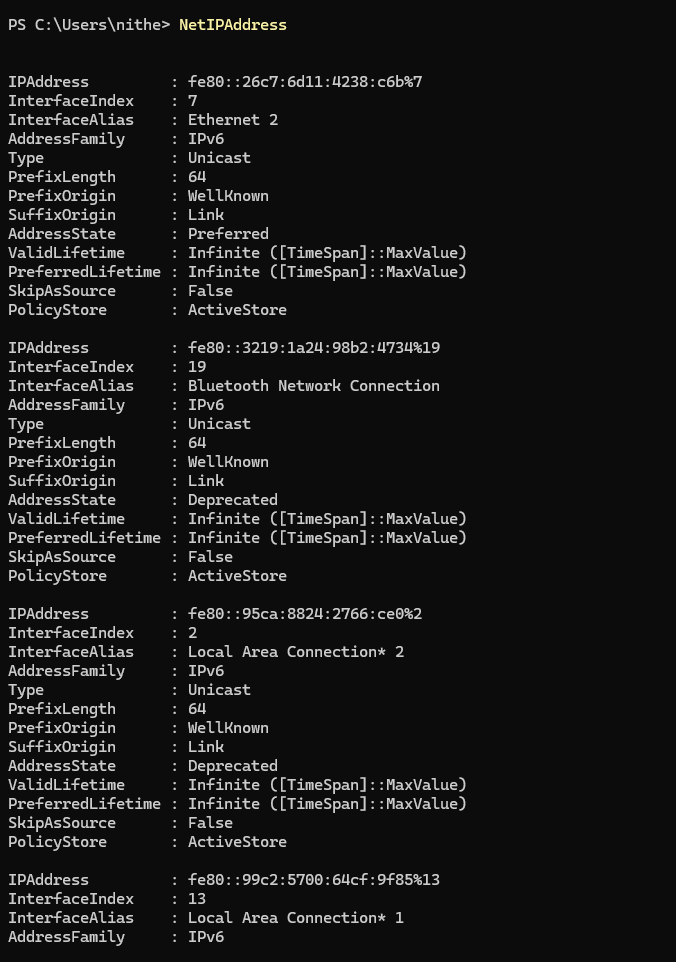 PS C:\Users\nithe> NetIPAddress
IPAddress : fe80::26c7:6d11:4238:c6b%7
InterfaceIndex : 7
InterfaceAlias : Ethernet 2
AddressFamily : IPv6
Type : Unicast
PrefixLength : 64
PrefixOrigin : WellKnown
SuffixOrigin : Link
AddressState : Preferred
ValidLifetime : Infinite ([TimeSpan]::MaxValue)
PreferredLifetime : Infinite ([TimeSpan]::MaxValue)
SkipAsSource : False
PolicyStore : ActiveStore
IPAddress : fe80::3219:1a24:98b2:4734%19
InterfaceIndex : 19
InterfaceAlias : Bluetooth Network Connection
AddressFamily : IPv6
Type : Unicast
PrefixLength : 64
PrefixOrigin : WellKnown
SuffixOrigin : Link
AddressState : Deprecated
ValidLifetime : Infinite ([TimeSpan]::MaxValue)
PreferredLifetime : Infinite ([TimeSpan]::MaxValue)
SkipAsSource : False
PolicyStore : ActiveStore
IPAddress : fe80::95ca:8824:2766:ce0%2
InterfaceIndex : 2
InterfaceAlias : Local Area Connection* 2
AddressFamily : IPv6
Type : Unicast
PrefixLength : 64
PrefixOrigin : WellKnown
SuffixOrigin : Link
AddressState : Deprecated
ValidLifetime : Infinite ([TimeSpan]::MaxValue)
PreferredLifetime : Infinite ([TimeSpan]::MaxValue)
SkipAsSource : False
PolicyStore : ActiveStore
IPAddress : fe80::99c2:5700:64cf:9f85%13
InterfaceIndex : 13
InterfaceAlias : Local Area Connection* 1
AddressFamily : IPv6